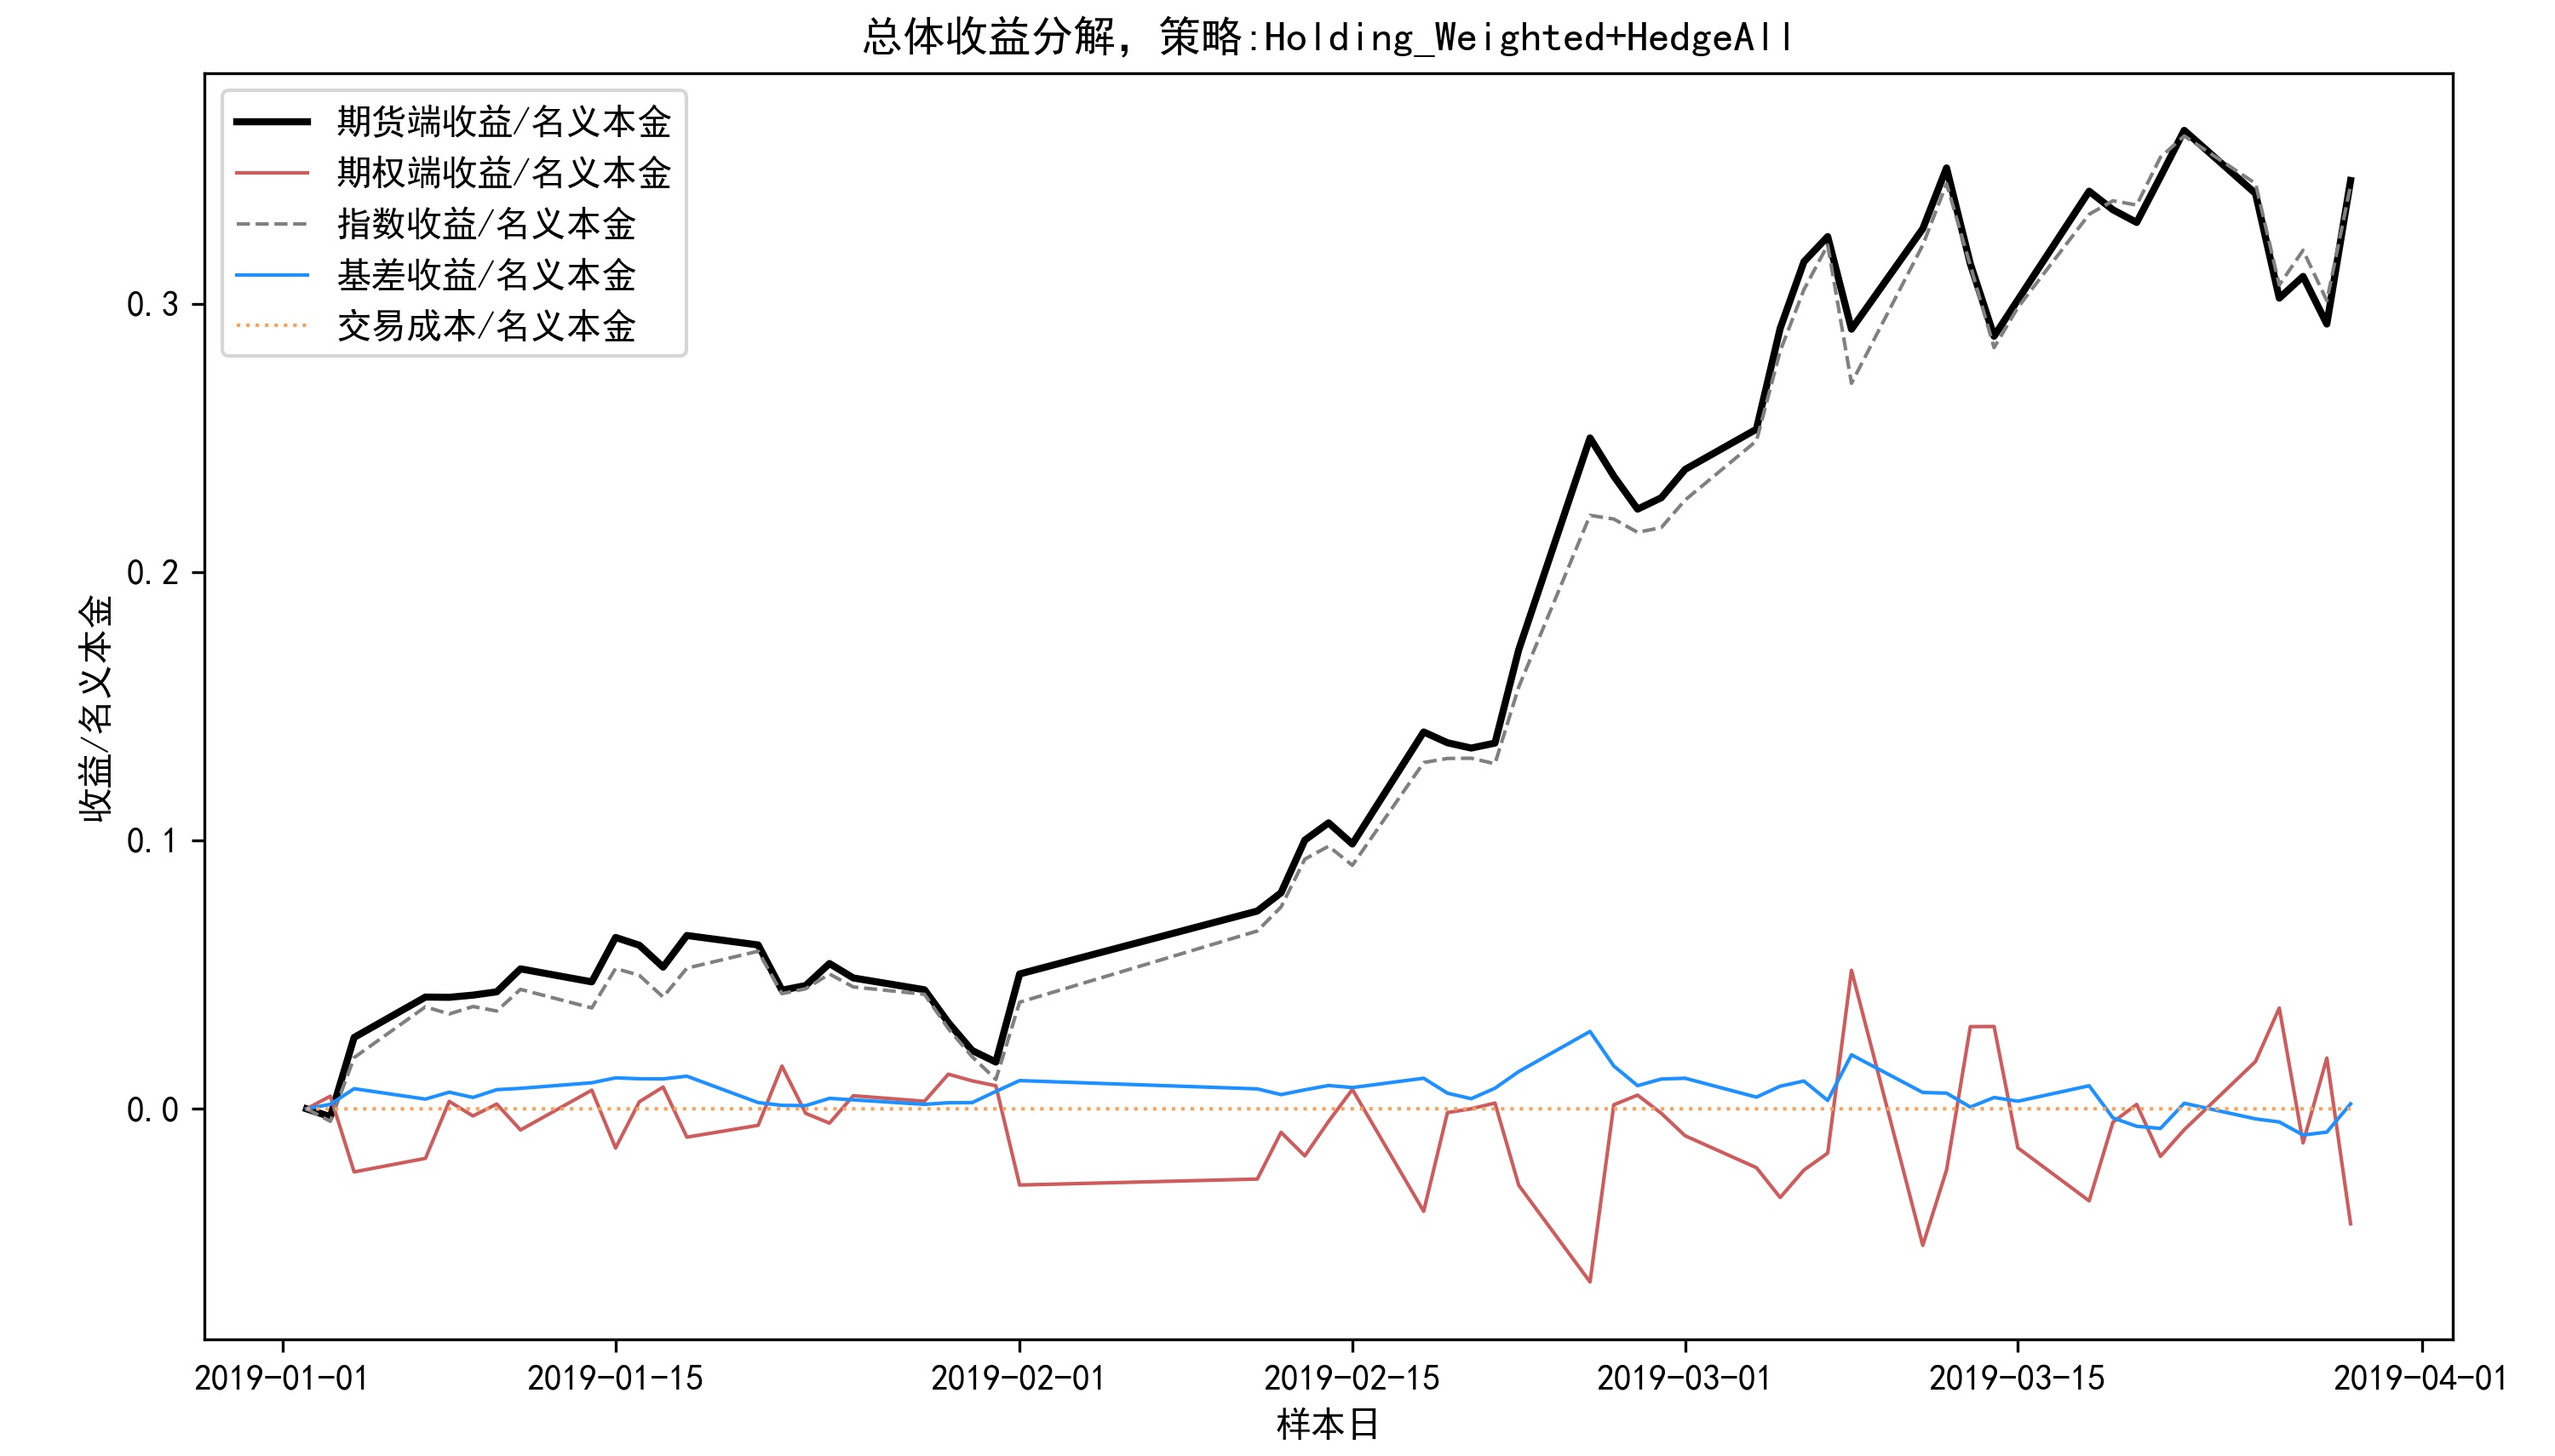 总体收益分解，策略:Holding_Weighted+HedgeAll
期货端收益/名义本金
期权端收益/名义本金
指数收益/名义本金
基差收益/名义本金
交易成本/名义本金
收益/名义本金
0.3
0.2
0.1
0.0
2019-01-01 2019-01-15 2019-02-01 2019-02-15 2019-03-01 2019-03-15 2019-04-01
样本日